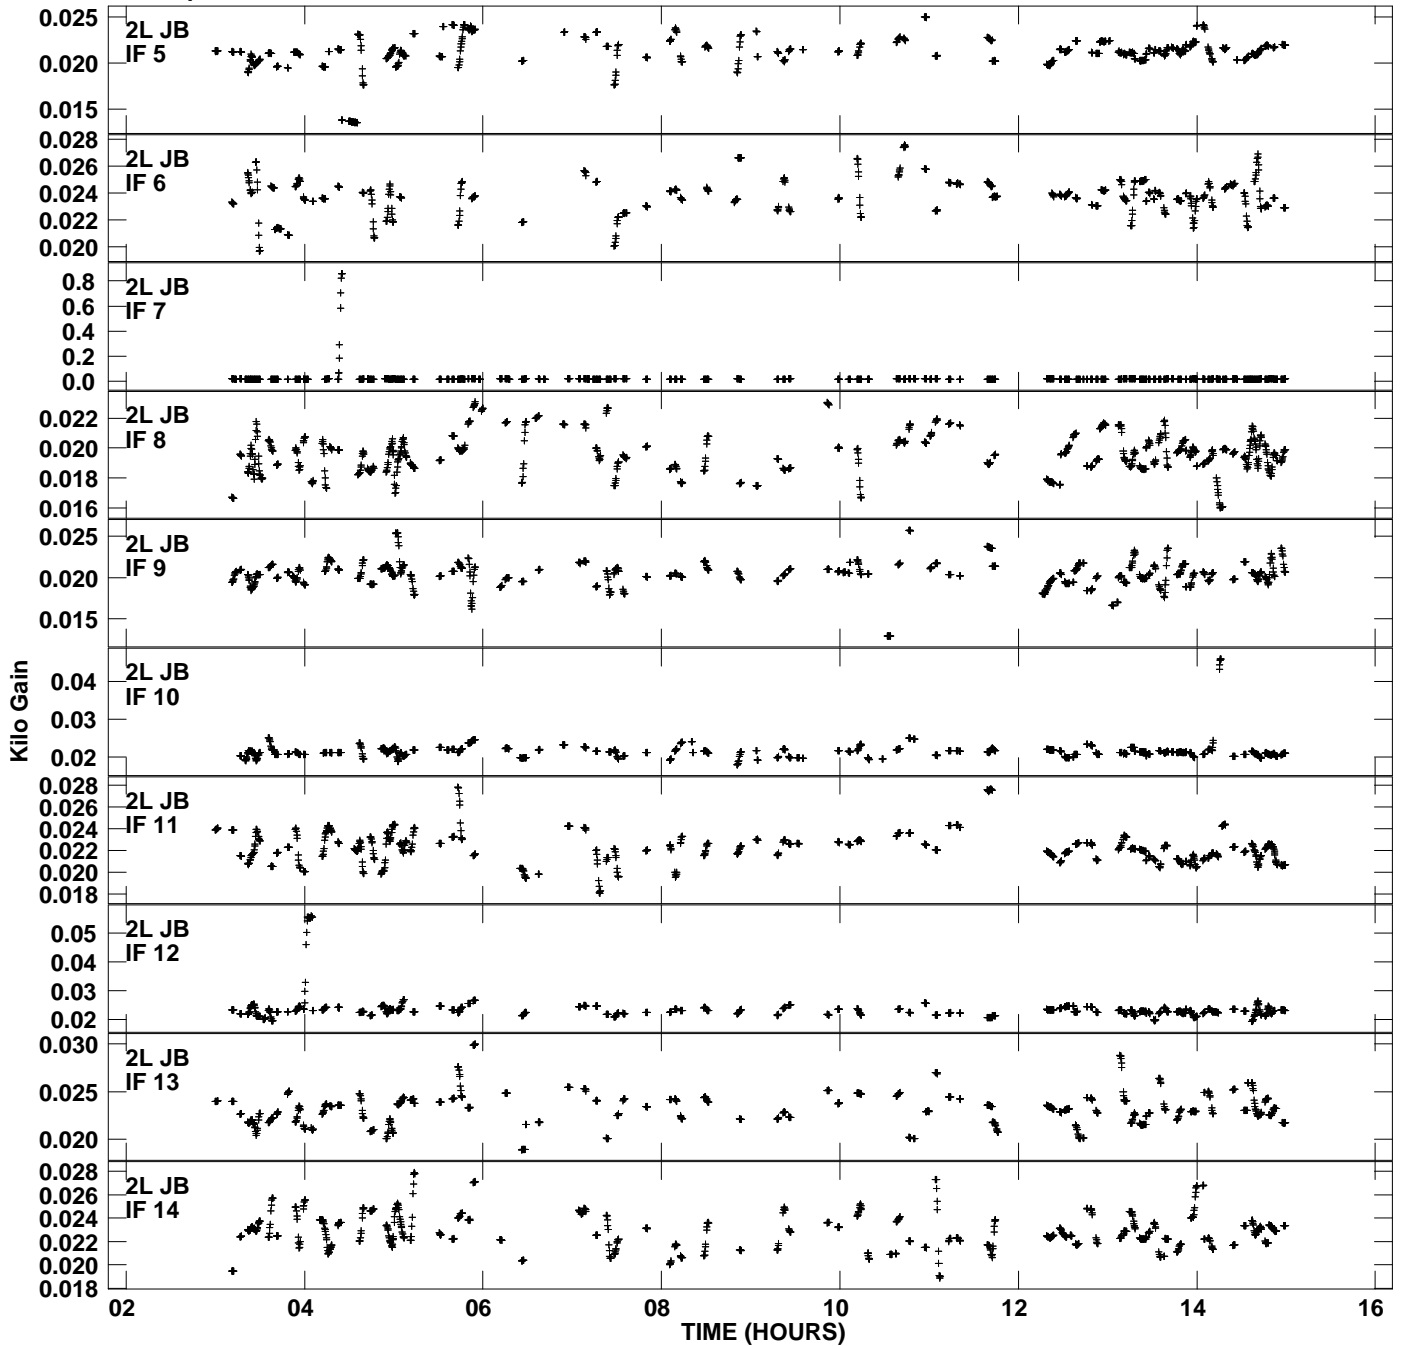 0.025
0.020
0.015
2L JB
IF 5
0.028
0.026
0.024
0.022
0.020
2L JB
IF 6
0.8
0.6
0.4
0.2
0.0
2L JB
IF 7
0.022
0.020
0.018
0.016
2L JB
IF 8
0.025
0.020
0.015
2L JB
IF 9
0.04
0.03
0.02
2L JB
IF 10
Kilo Gain
0.028
0.026
0.024
0.022
0.020
0.018
2L JB
IF 11
0.05
0.04
0.03
0.02
2L JB
IF 12
0.030
0.025
0.020
2L JB
IF 13
0.028
0.026
0.024
0.022
0.020
0.018
2L JB
IF 14
02 04 06 08 10 12 14 16
TIME (HOURS)